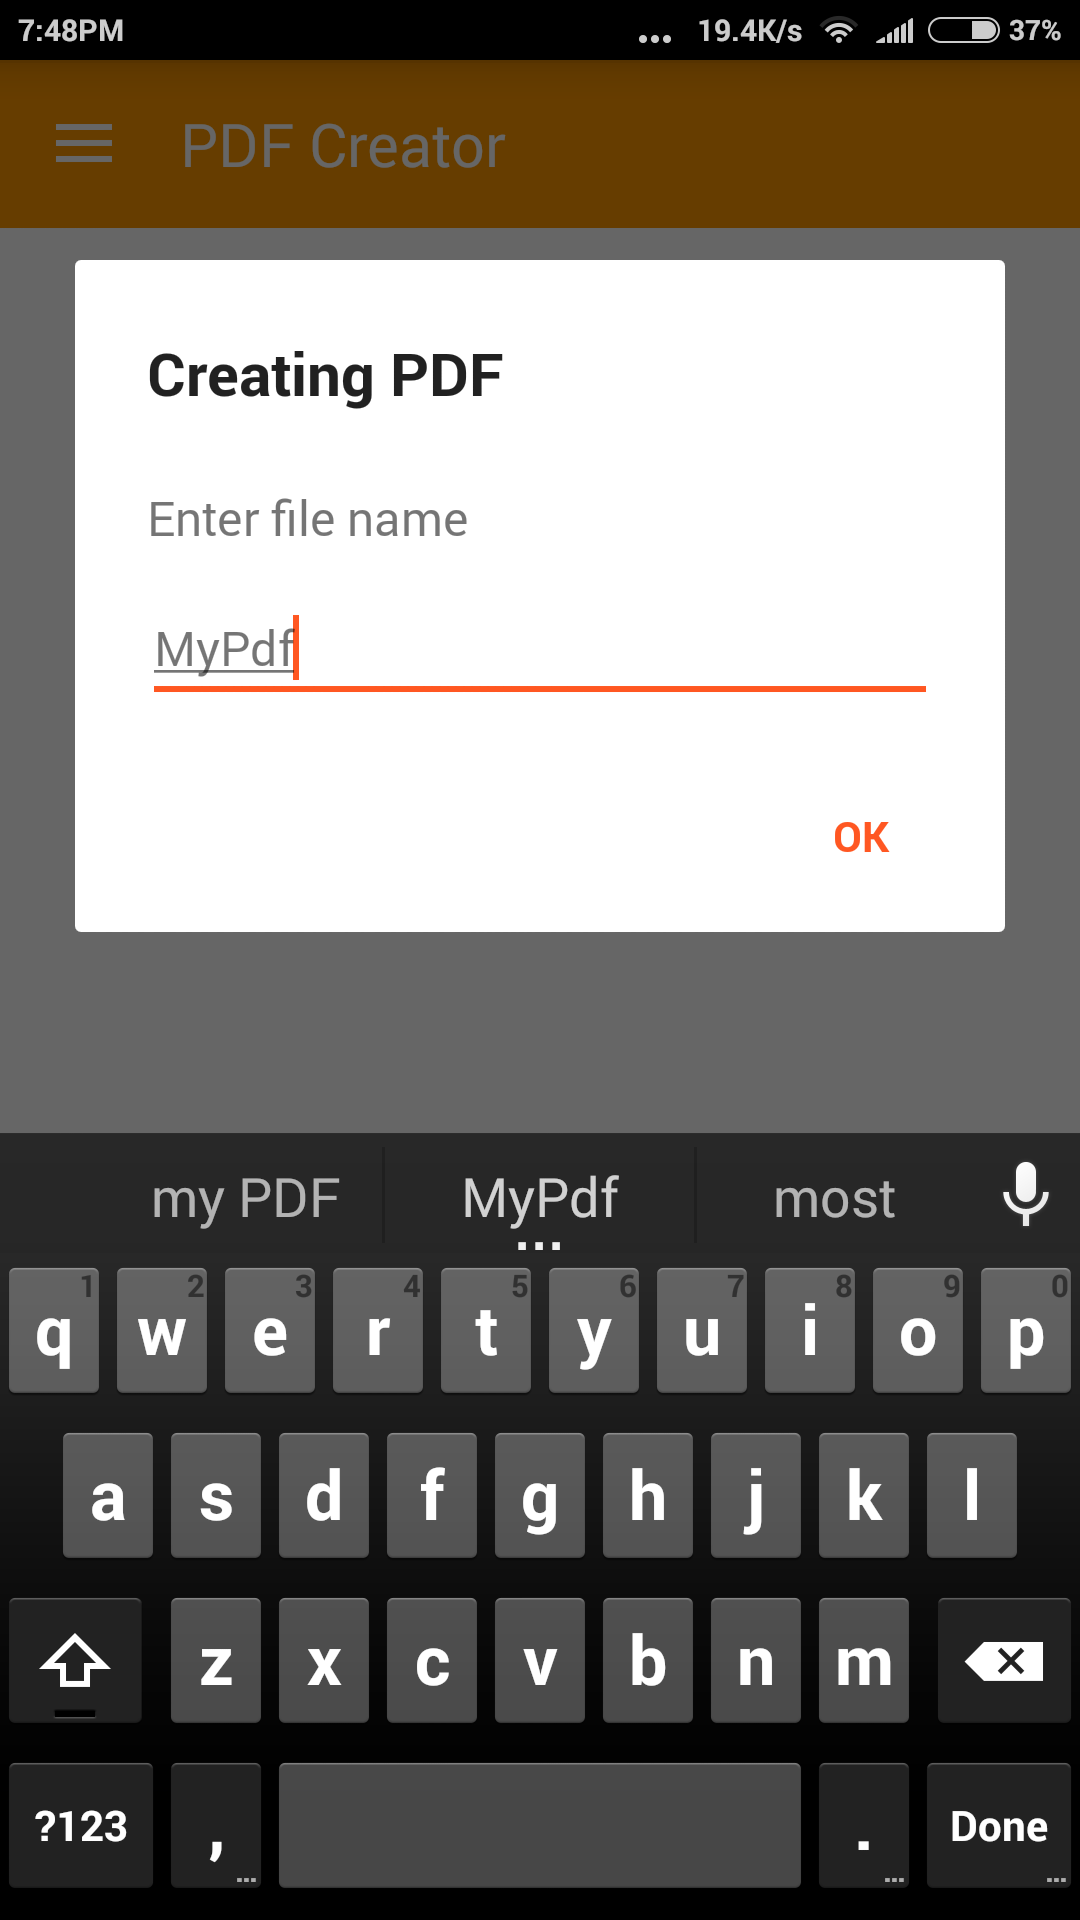 7:48PM ... 19.4K/s 37%
PDF Creator
Creating PDF
Enter file name
MyPdf
OK
my PDF MyPdf most
1 2 3 4 5 6 7 8 9 0
q w e r t y u i o p
a s d f g h j k l
z x c v b n m
?123 , . Done